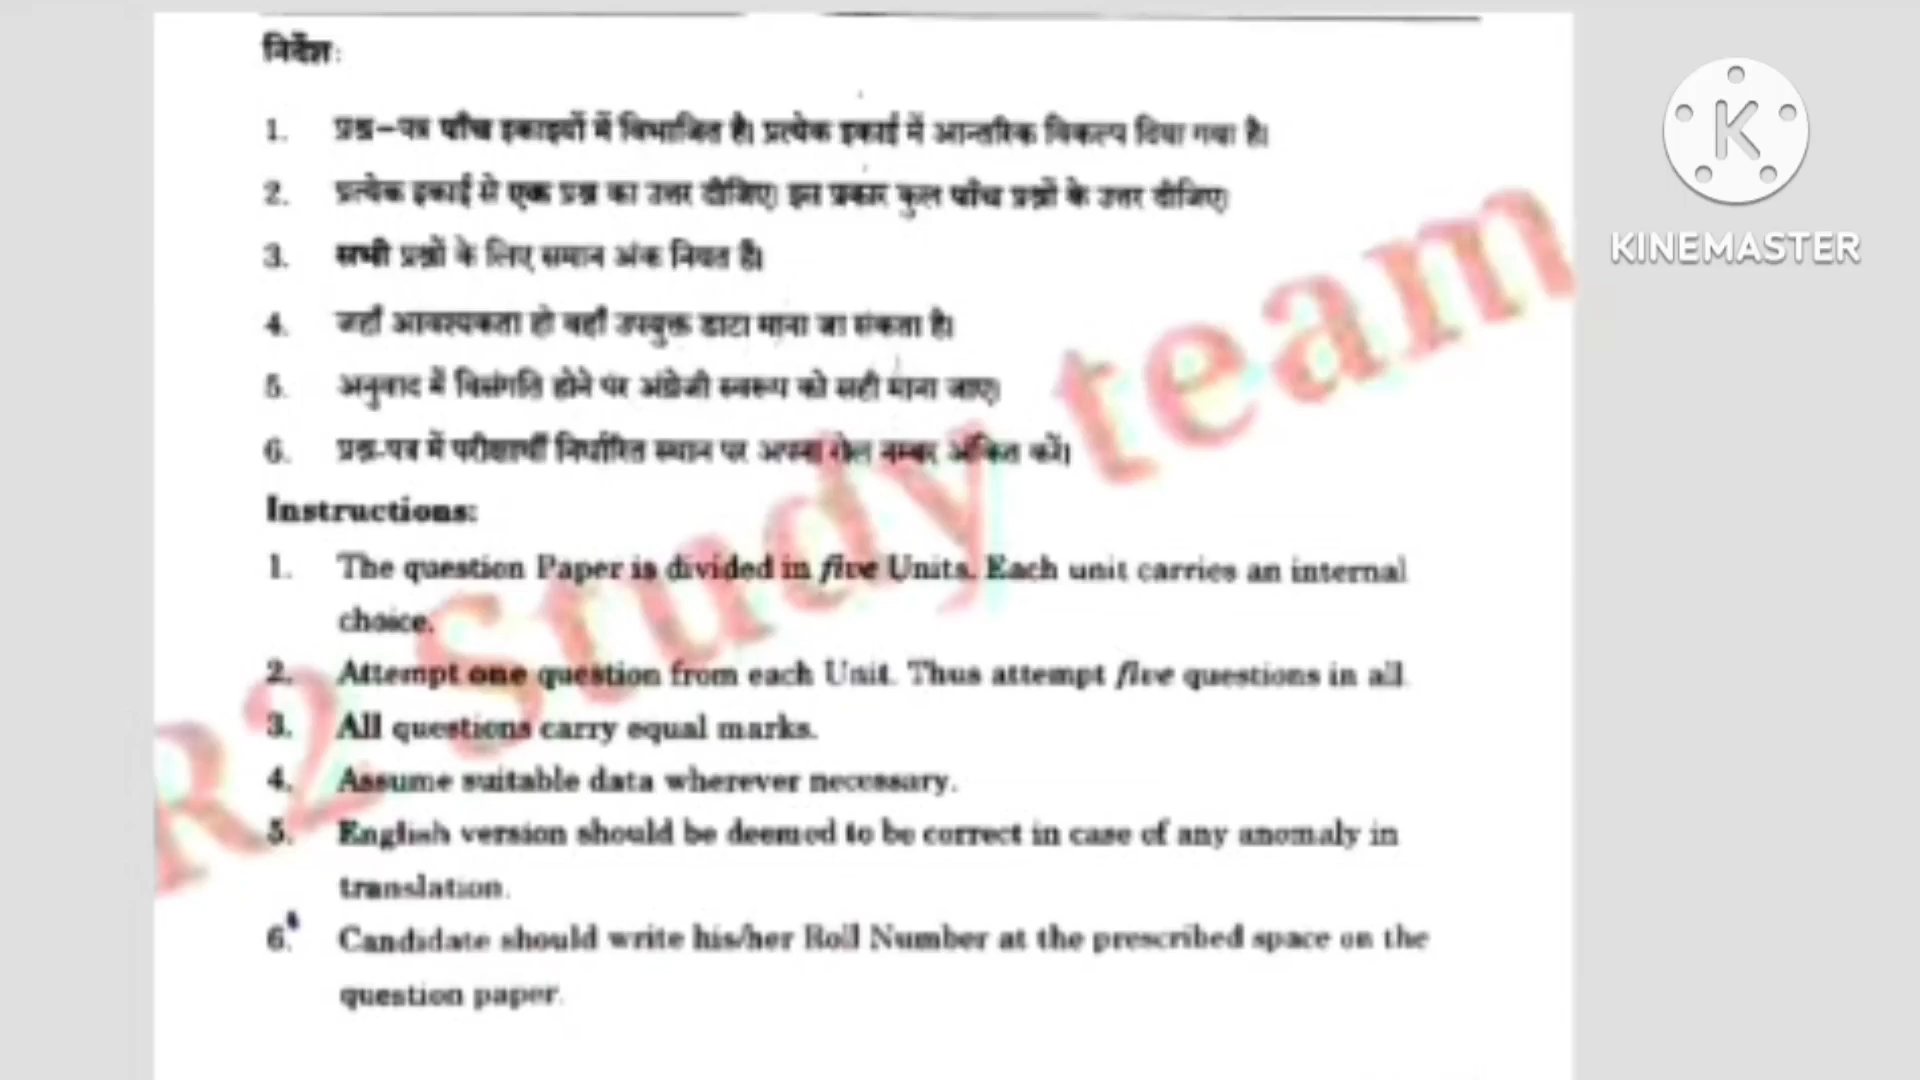 निर्देश:
1. प्रश्न-पत्र पाँच इकाइयों में विभाजित है। प्रत्येक इकाई में आन्तरिक विकल्प दिया गया है।
2. प्रत्येक इकाई से एक प्रश्न का उत्तर दीजिए। इस प्रकार कुल पाँच प्रश्नों के उत्तर दीजिए।
3. सभी प्रश्नों के लिए समान अंक नियत है।
4. जहाँ आवश्यकता हो वहाँ उपयुक्त डाटा माना जा सकता है।
5. अनुवाद में विसंगति होने पर अंग्रेजी स्वरूप को सही माना जाए।
6. प्रश्न-पत्र में परीक्षार्थी निर्धारित स्थान पर अपना रोल नम्बर अंकित करें।
Instructions:
1. The question Paper is divided in five Units. Each unit carries an internal
choice.
2. Attempt one question from each Unit. Thus attempt five questions in all.
3. All questions carry equal marks.
4. Assume suitable data wherever necessary.
5. English version should be deemed to be correct in case of any anomaly in
translation.
6. Candidate should write his/her Roll Number at the prescribed space on the
question paper.
R2 Study team
K
KINEMASTER